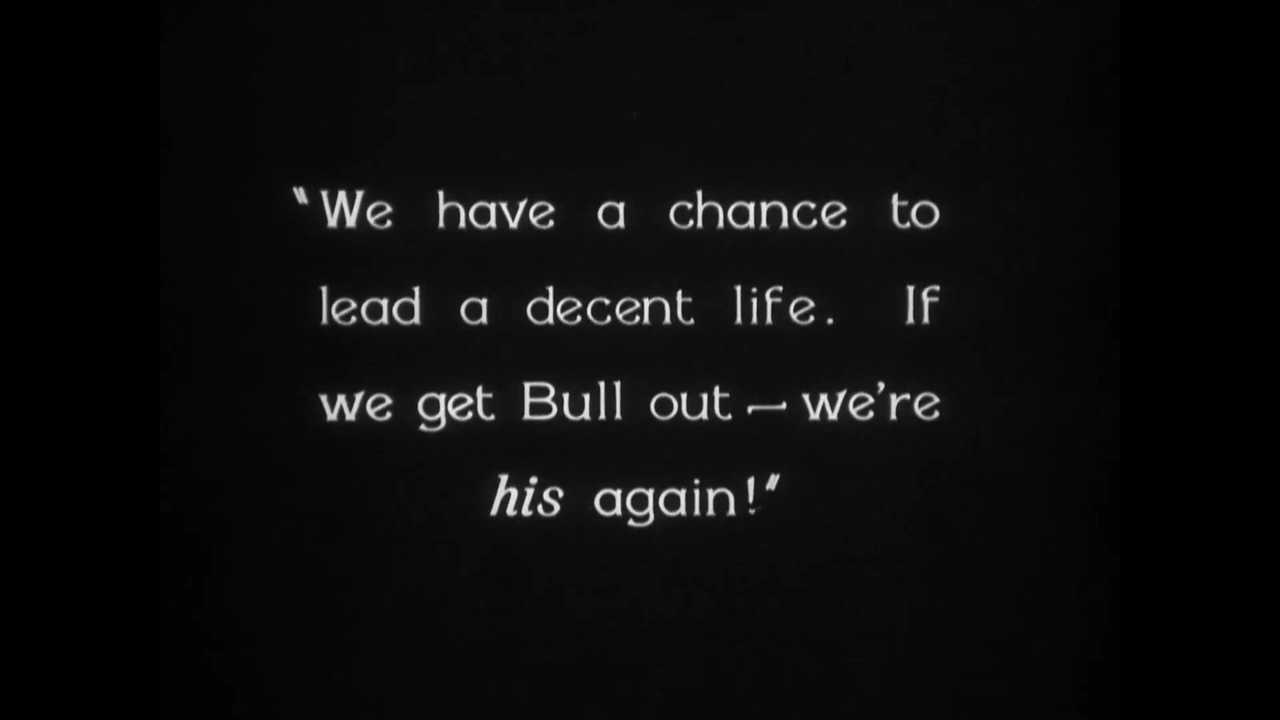 "We have a chance to
lead a decent life. If
we get Bull out — we're
his again!"